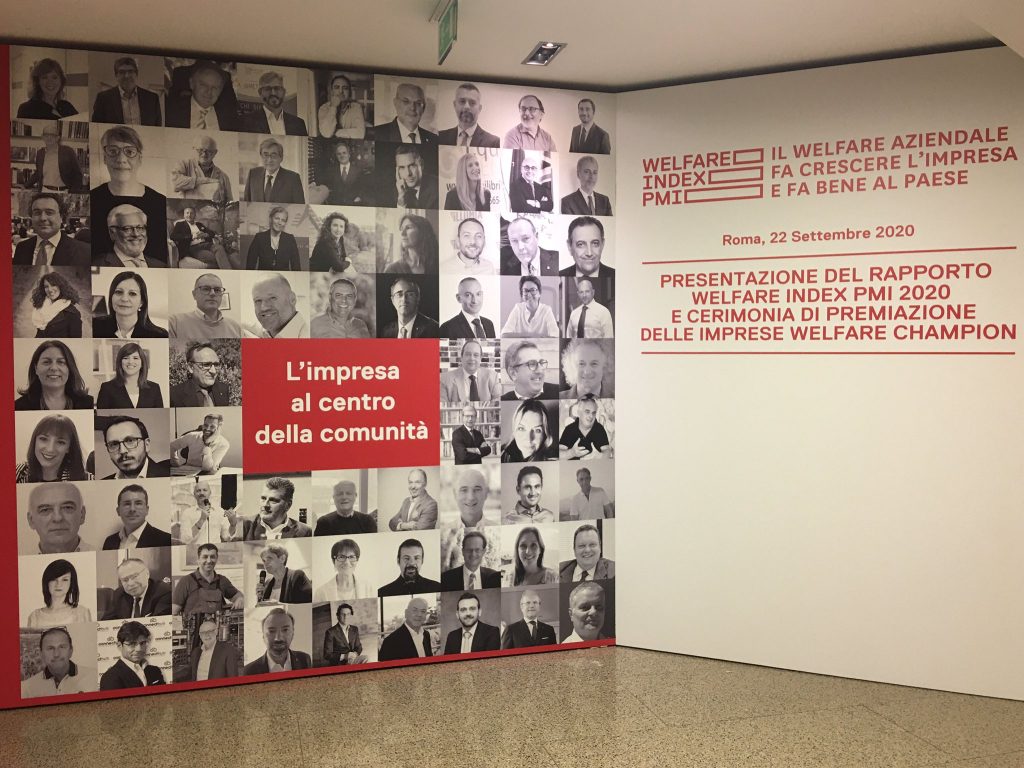 L'impresa
al centro
della comunità
WELFARE
INDEX
PMI
IL WELFARE AZIENDALE
FA CRESCERE L'IMPRESA
E FA BENE AL PAESE
Roma, 22 Settembre 2020
PRESENTAZIONE DEL RAPPORTO
WELFARE INDEX PMI 2020
E CERIMONIA DI PREMIAZIONE
DELLE IMPRESE WELFARE CHAMPION